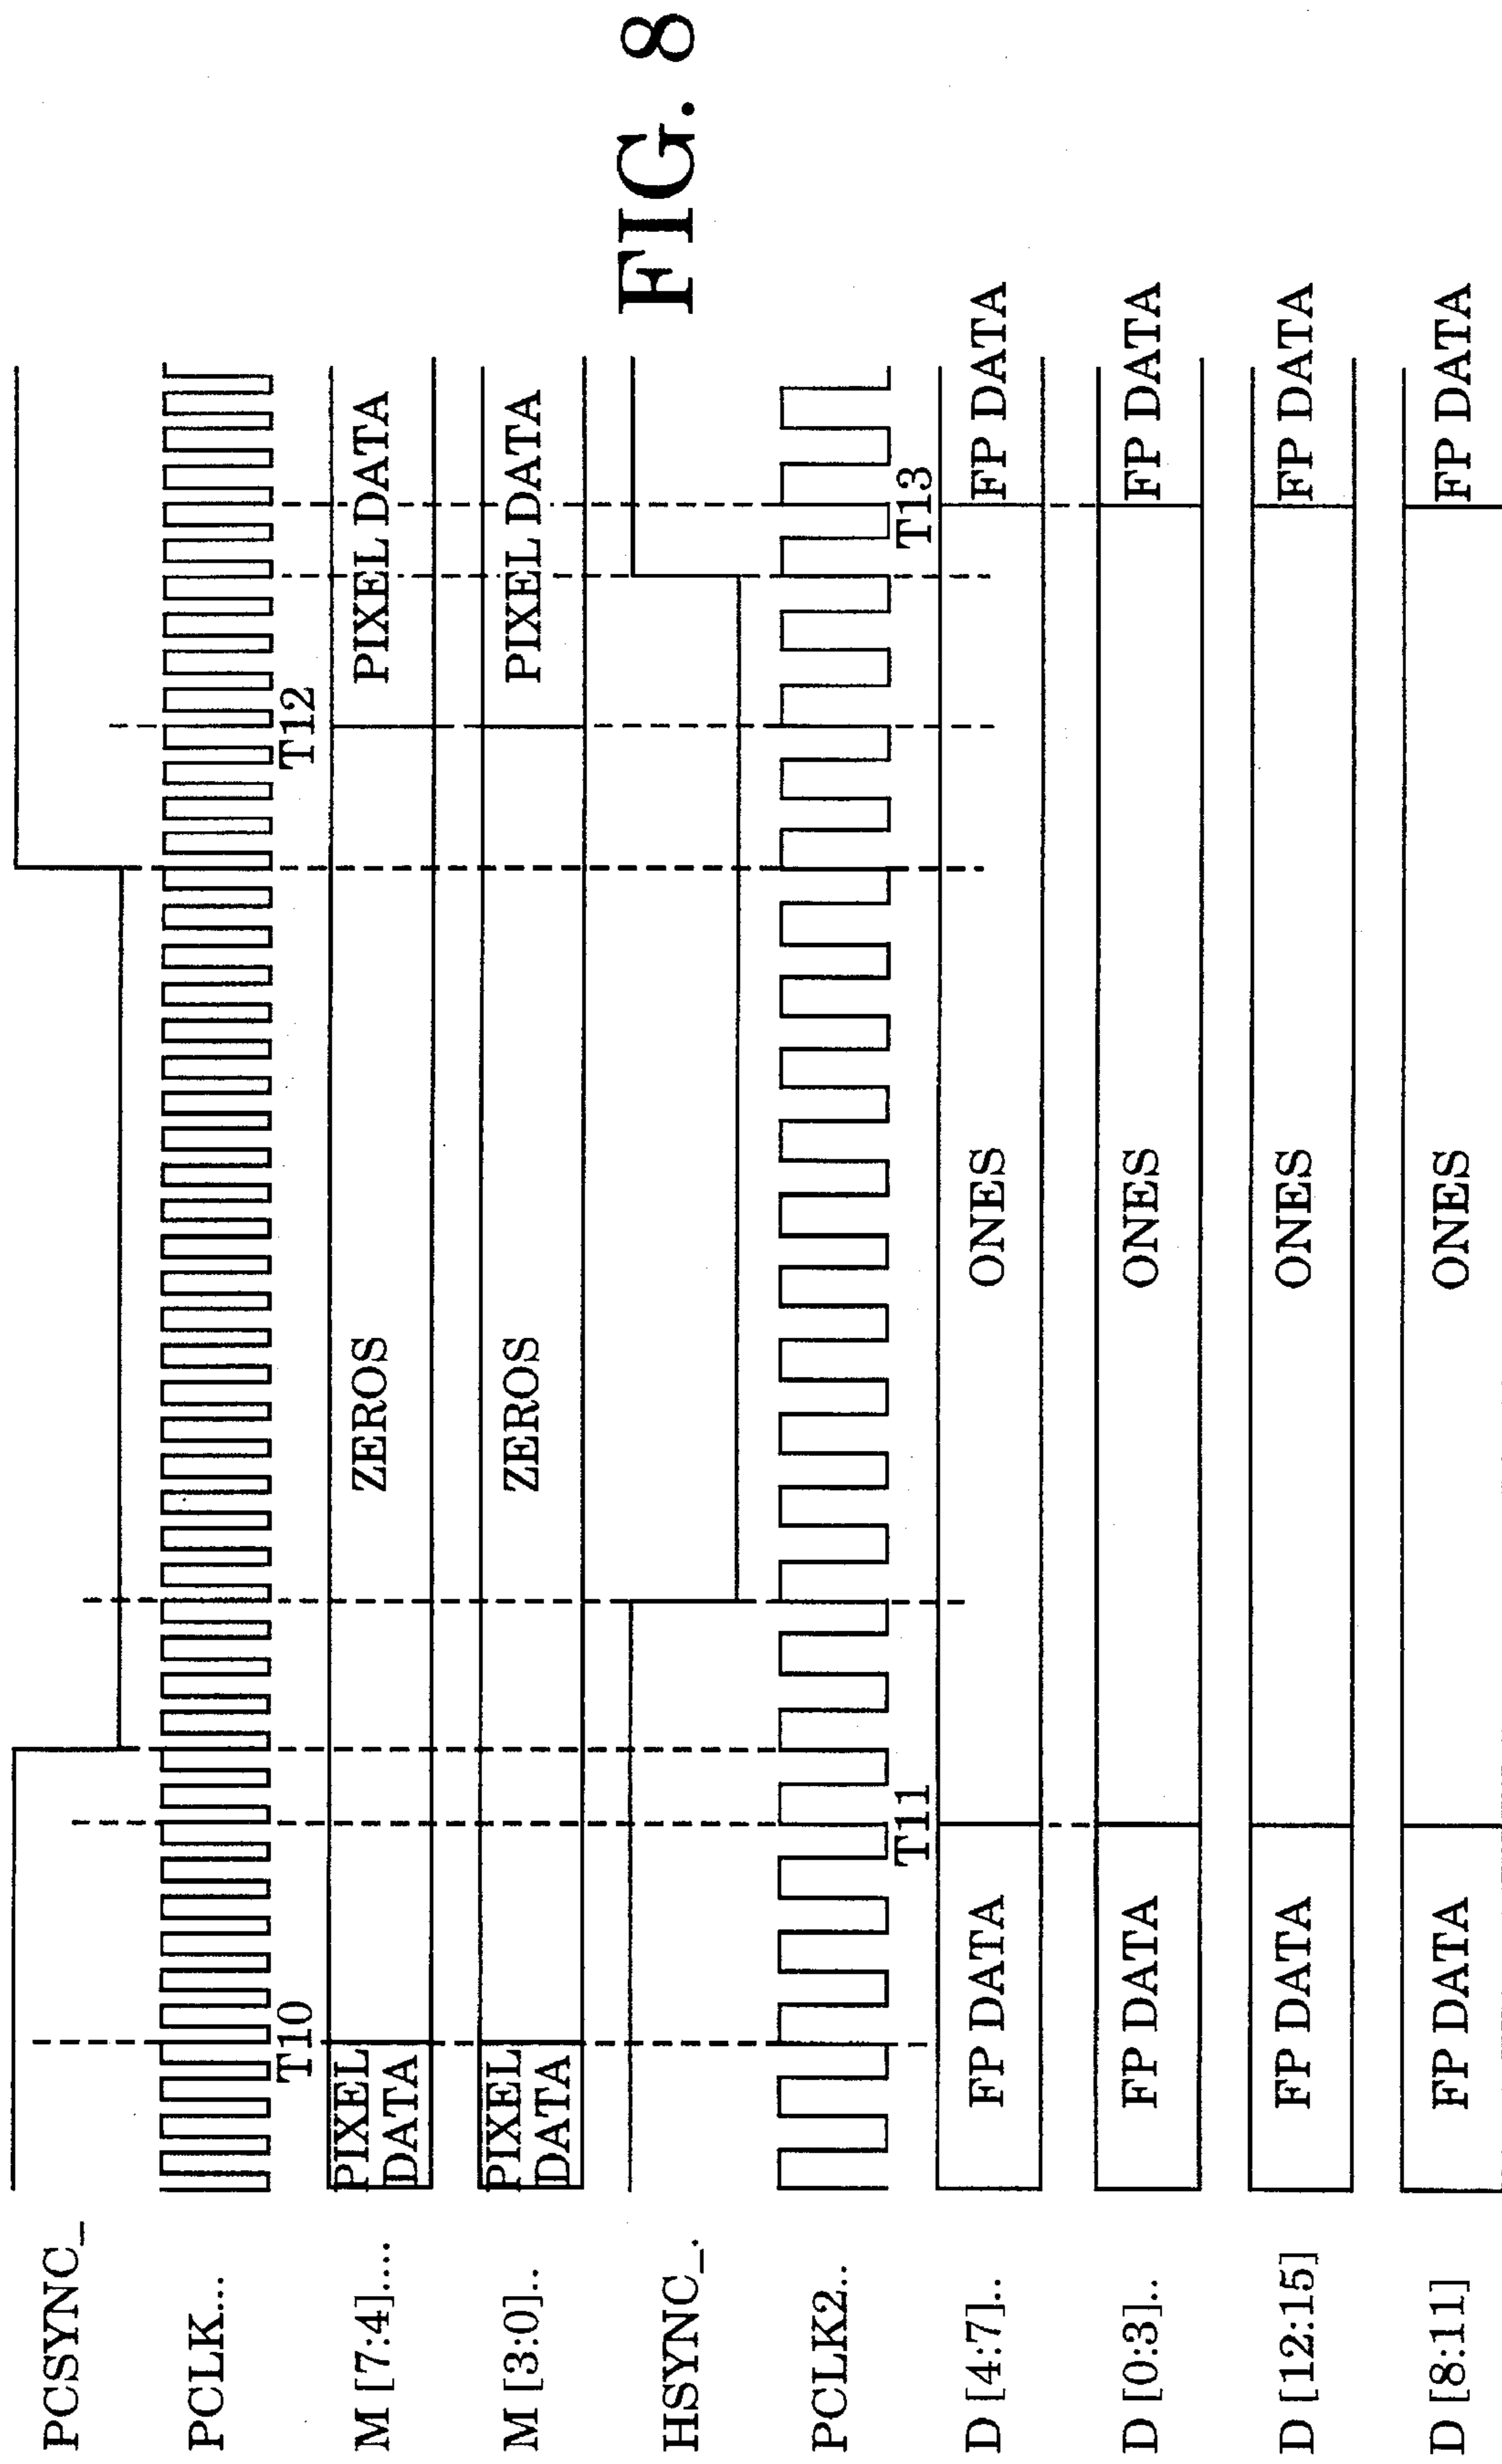 PCSYNC_
PCLK...
T10
T12
M [7:4]....
PIXEL
DATA
ZEROS
PIXEL DATA
M [3:0]..
PIXEL
DATA
ZEROS
PIXEL DATA
HSYNC_.
FIG. 8
PCLK2..
T11
T13
D [4:7]..
FP DATA
ONES
FP DATA
D [0:3]..
FP DATA
ONES
FP DATA
D [12:15]
FP DATA
ONES
FP DATA
D [8:11]
FP DATA
ONES
FP DATA